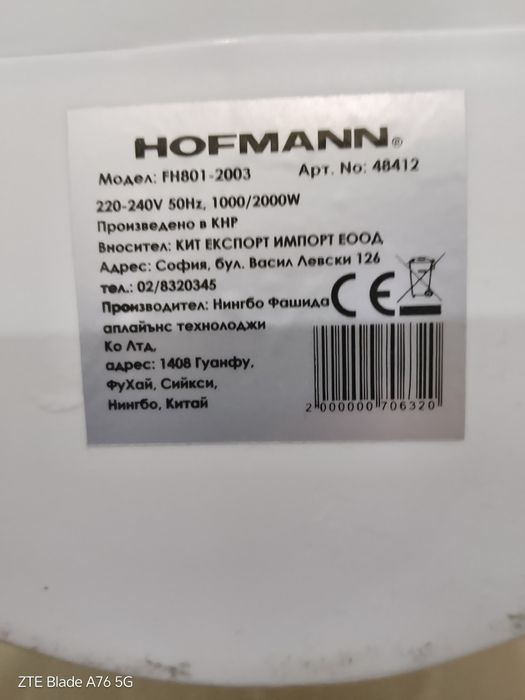 HOFMANN®
Модел: FH801-2003 Арт. No: 48412
220-240V 50Hz, 1000/2000W
Произведено в КНР
Вносител: КИТ ЕКСПОРТ ИМПОРТ ЕООД
Адрес: София, бул. Васил Левски 126
тел.: 02/8320345
Производител: Нингбо Фашида
аплайънс технолоджи
Ко Лтд,
адрес: 1408 Гуанфу,
ФуХай, Сийкси,
Нингбо, Китай
CE
2 000000 706320
ZTE Blade A76 5G